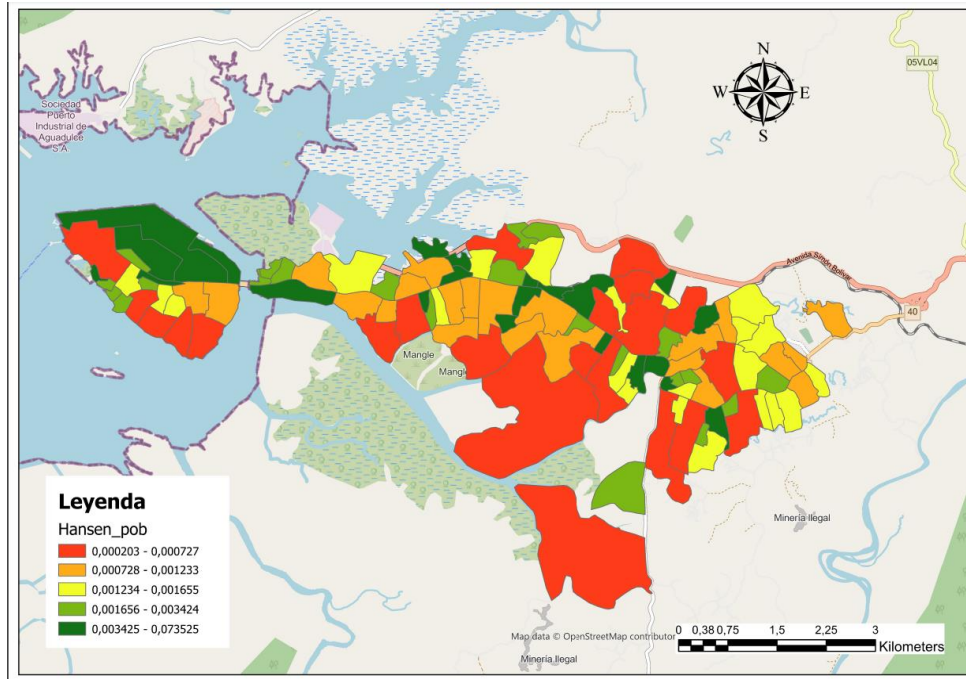 N
W E
S
05VL04
Sociedad
Puerto
Industrial de
Aguadulce
S.A.
Avenida Simón Bolívar
40
Mangle
Mangl
Minería Ilegal
Leyenda
Hansen_pob
0,000203 - 0,000727
0,000728 - 0,001233
0,001234 - 0,001655
0,001656 - 0,003424
0,003425 - 0,073525
Map data © OpenStreetMap contributor
Minería Ilegal
0 0,38 0,75 1,5 2,25 3
Kilometers